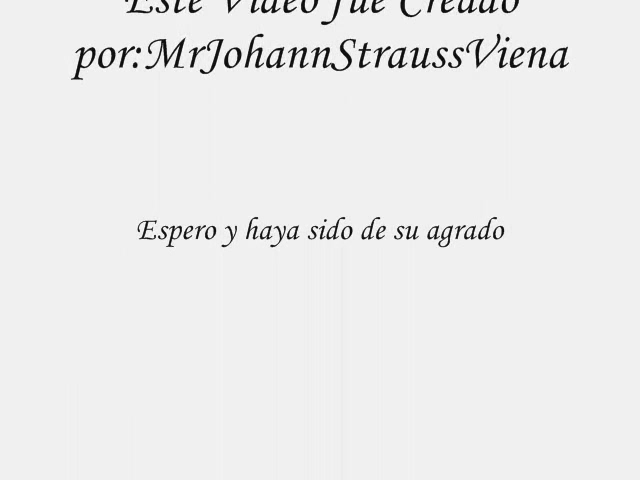 Este Video fue Creado
por:MrJohannStraussViena
Espero y haya sido de su agrado